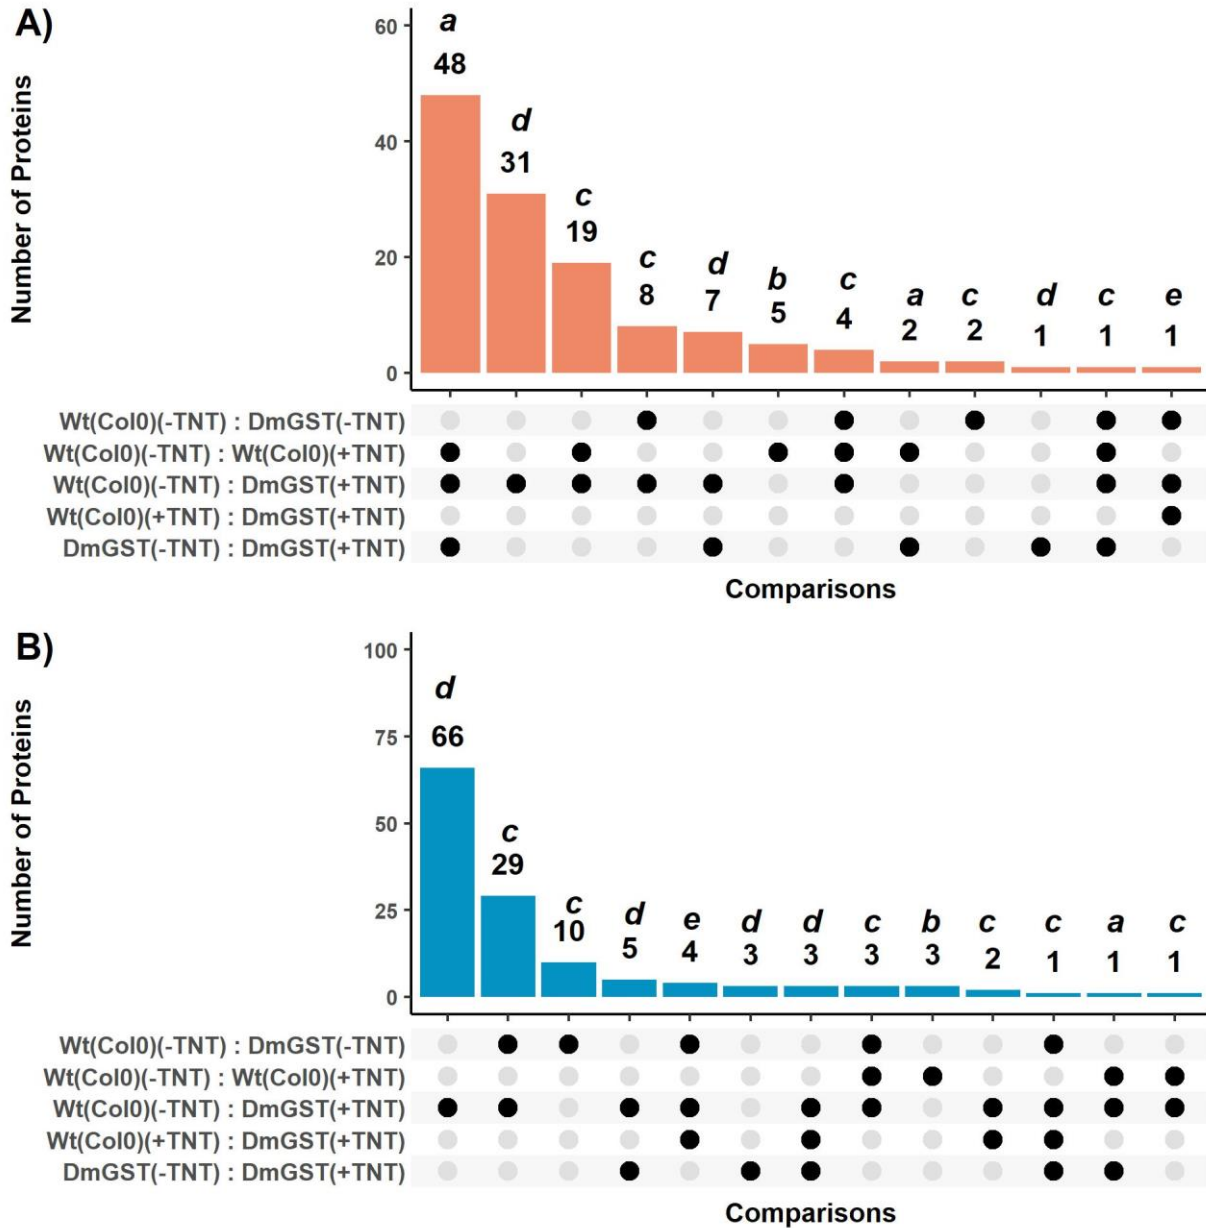 A)
Number of Proteins
60
40
20
0
a d c c d b c a c d c e
48 31 19 8 7 5 4 2 2 1 1 1
Wt(Col0)(-TNT) : DmGST(-TNT)
Wt(Col0)(-TNT) : Wt(Col0)(+TNT)
Wt(Col0)(-TNT) : DmGST(+TNT)
Wt(Col0)(+TNT) : DmGST(+TNT)
DmGST(-TNT) : DmGST(+TNT)
Comparisons
B)
Number of Proteins
100
75
50
25
0
d c c d e d d c b c c a c
66 29 10 5 4 3 3 3 3 2 1 1 1
Wt(Col0)(-TNT) : DmGST(-TNT)
Wt(Col0)(-TNT) : Wt(Col0)(+TNT)
Wt(Col0)(-TNT) : DmGST(+TNT)
Wt(Col0)(+TNT) : DmGST(+TNT)
DmGST(-TNT) : DmGST(+TNT)
Comparisons